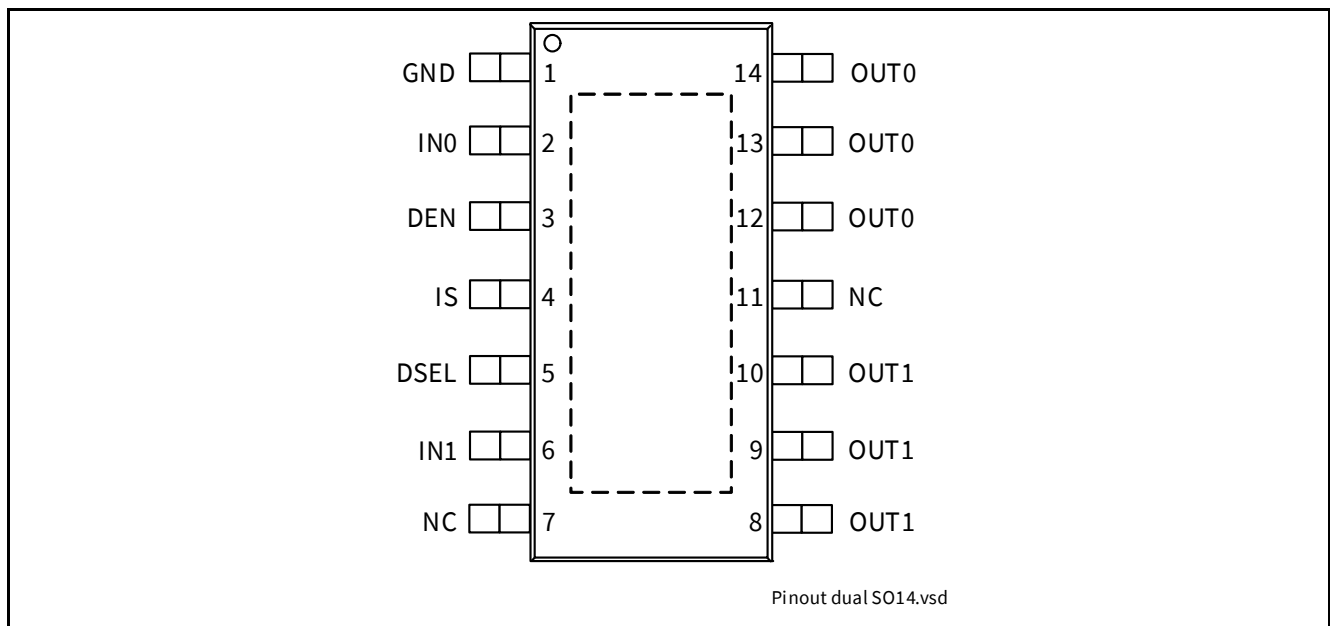 GND 1 14 OUT0
IN0 2 13 OUT0
DEN 3 12 OUT0
IS 4 11 NC
DSEL 5 10 OUT1
IN1 6 9 OUT1
NC 7 8 OUT1
Pinout dual SO14.vsd